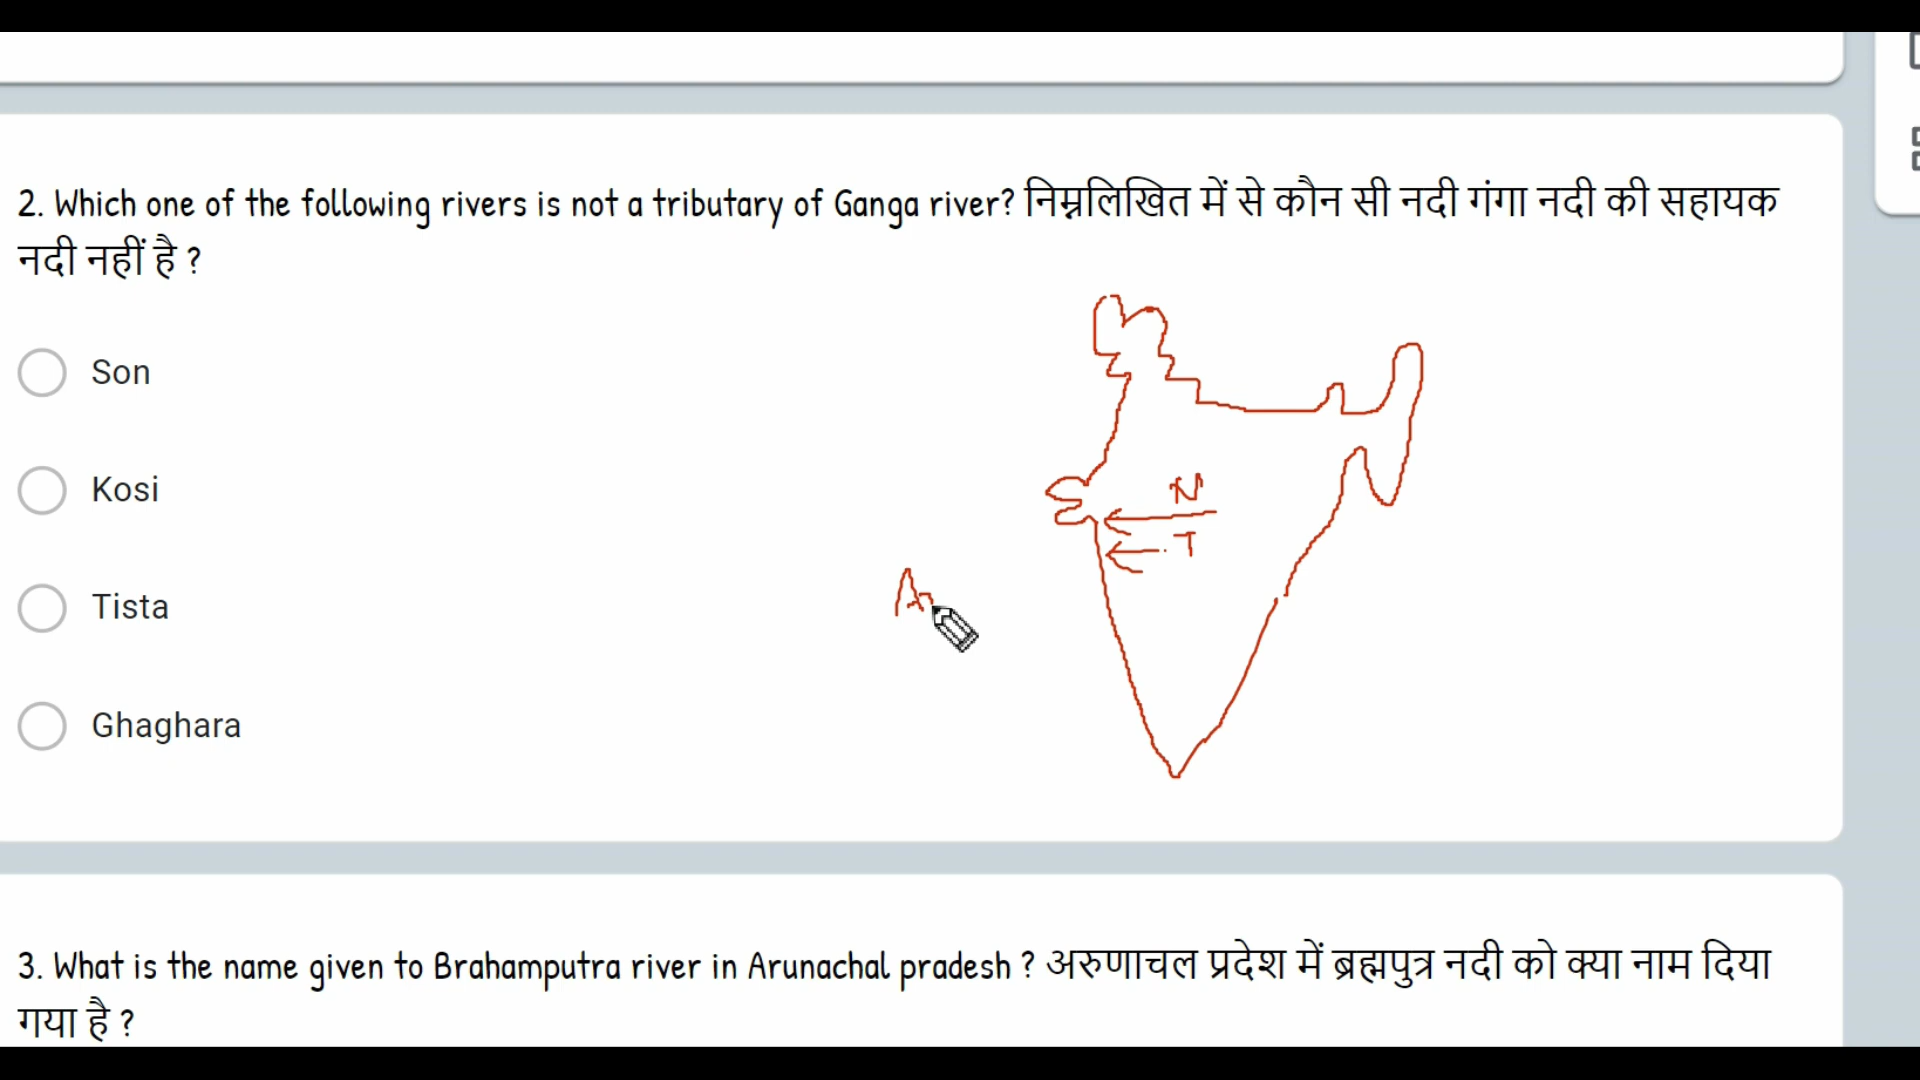 2. Which one of the following rivers is not a tributary of Ganga river? निम्नलिखित में से कौन सी नदी गंगा नदी की सहायक
नदी नहीं है ?
Son
Kosi
N
T
Tista
Ghaghara
3. What is the name given to Brahamputra river in Arunachal pradesh ? अरुणाचल प्रदेश में ब्रह्मपुत्र नदी को क्या नाम दिया
गया है ?